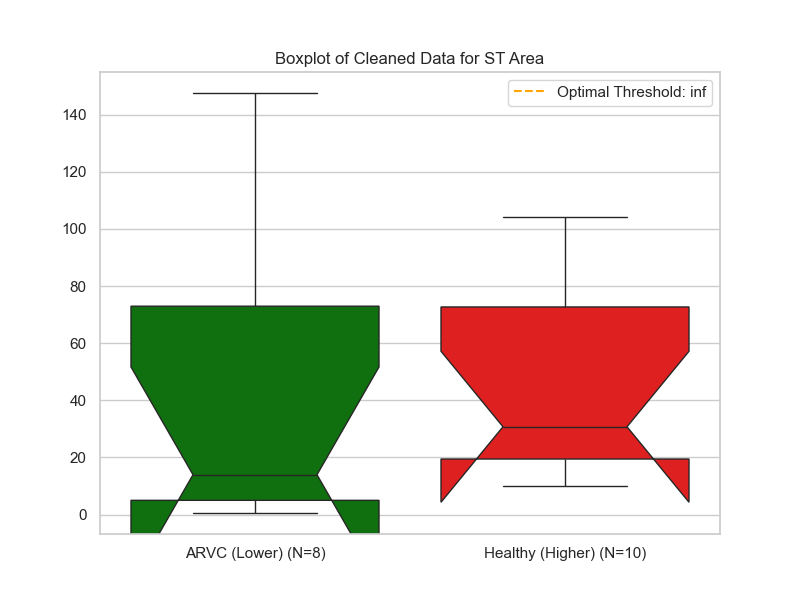 Boxplot of Cleaned Data for ST Area
Optimal Threshold: inf
140
120
100
80
60
40
20
0
ARVC (Lower) (N=8)
Healthy (Higher) (N=10)